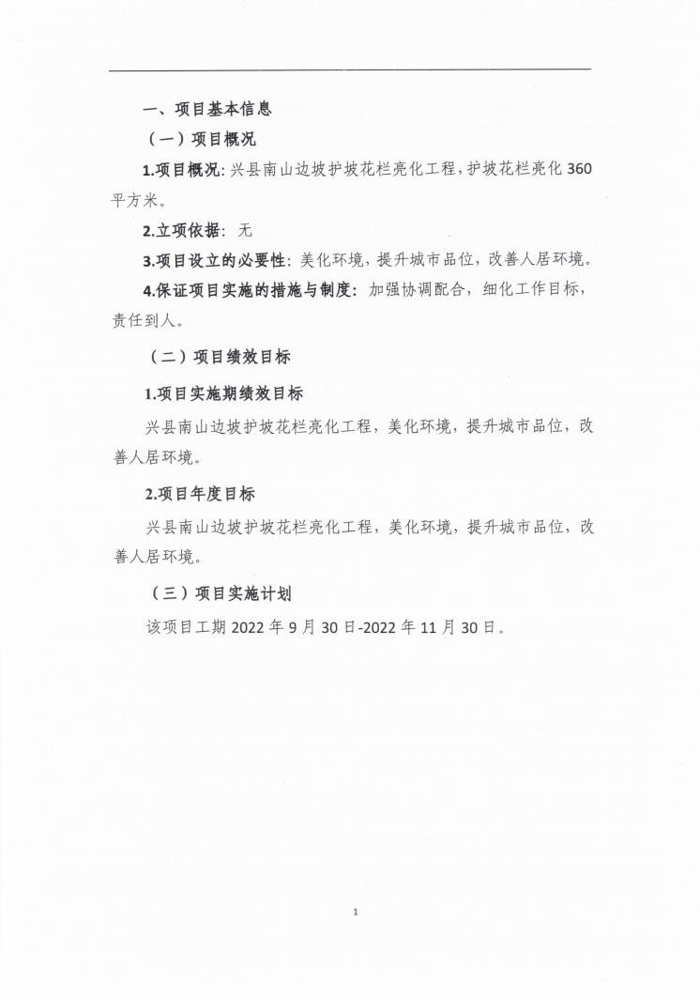 一、项目基本信息
（一）项目概况
1.项目概况：兴县南山边坡护坡花栏亮化工程，护坡花栏亮化 360
平方米。
2.立项依据：无
3.项目设立的必要性：美化环境，提升城市品位，改善人居环境。
4.保证项目实施的措施与制度：加强协调配合，细化工作目标，
责任到人。
（二）项目绩效目标
1.项目实施期绩效目标
兴县南山边坡护坡花栏亮化工程，美化环境，提升城市品位，改
善人居环境。
2.项目年度目标
兴县南山边坡护坡花栏亮化工程，美化环境，提升城市品位，改
善人居环境。
（三）项目实施计划
该项目工期 2022 年 9 月 30 日-2022 年 11 月 30 日。
1